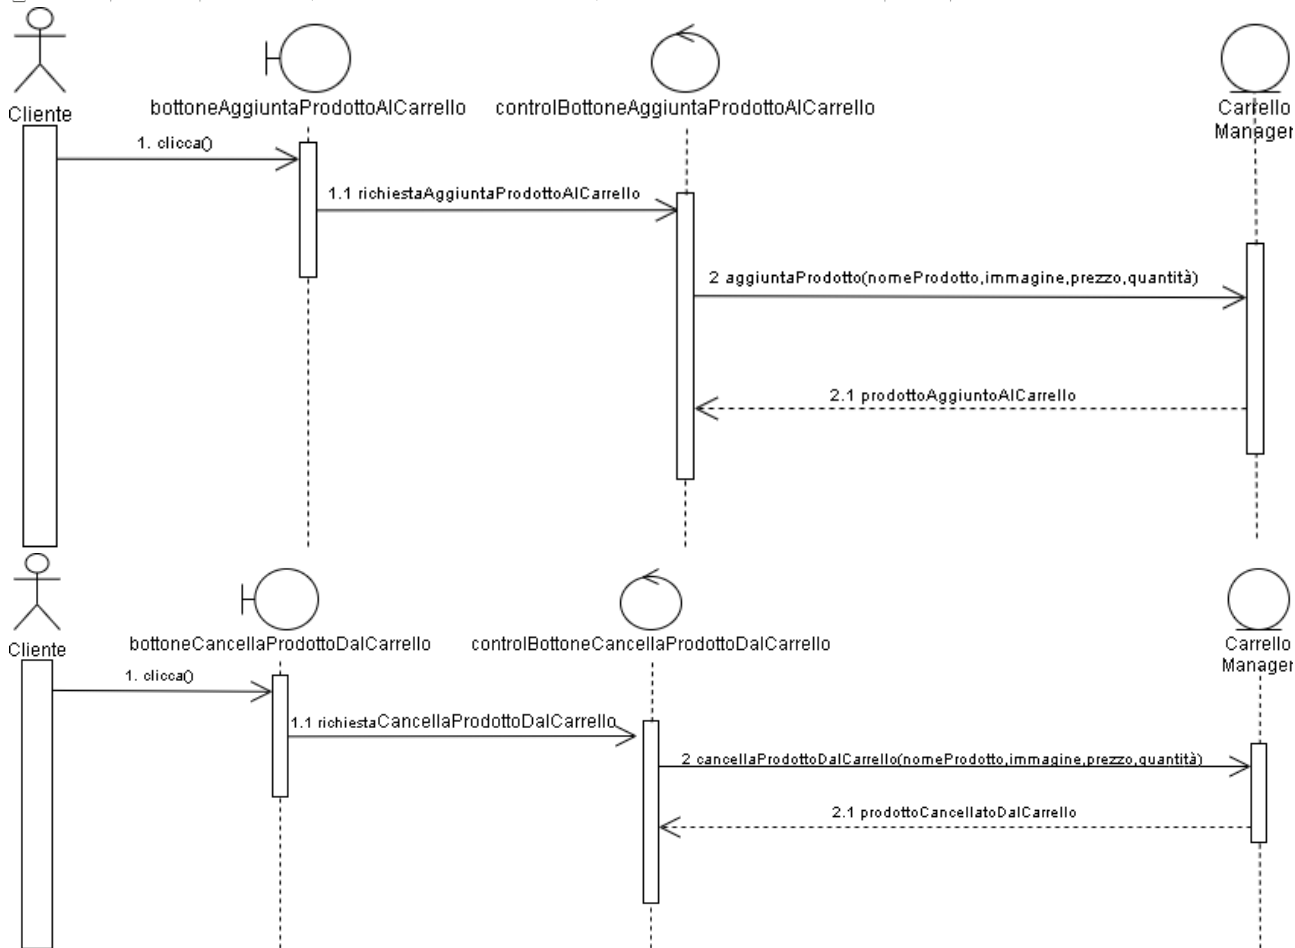 Cliente
bottoneAggiuntaProdottoAlCarrello
controlBottoneAggiuntaProdottoAlCarrello
Carrello
Manager
1. clicca()
1.1 richiestaAggiuntaProdottoAlCarrello
2 aggiuntaProdotto(nomeProdotto,immagine,prezzo,quantità)
2.1 prodottoAggiuntoAlCarrello
Cliente
bottoneCancellaProdottoDalCarrello
controlBottoneCancellaProdottoDalCarrello
Carrello
Manager
1. clicca()
1.1 richiestaCancellaProdottoDalCarrello
2 cancellaProdottoDalCarrello(nomeProdotto,immagine,prezzo,quantità)
2.1 prodottoCancellatoDalCarrello